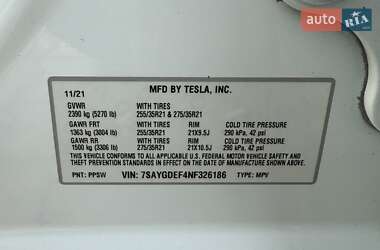 auto RIA
11/21 MFD BY TESLA, INC.
GVWR WITH TIRES
2390 kg (5270 lb) 255/35R21 & 275/35R21
GAWR FRT WITH TIRES RIM COLD TIRE PRESSURE
1363 kg (3004 lb) 255/35R21 21X9.5J 290 kPa, 42 psi
GAWR RR WITH TIRES RIM COLD TIRE PRESSURE
1500 kg (3306 lb) 275/35R21 21X10.5J 290 kPa, 42 psi
THIS VEHICLE CONFORMS TO ALL APPLICABLE FEDERAL MOTOR VEHICLE
SAFETY AND THEFT PREVENTION STANDARDS IN EFFECT ON THE DATE OF
MANUFACTURE SHOWN ABOVE.
PNT: PPSW VIN: 7SAYGDEF4NF326186 TYPE: MPV